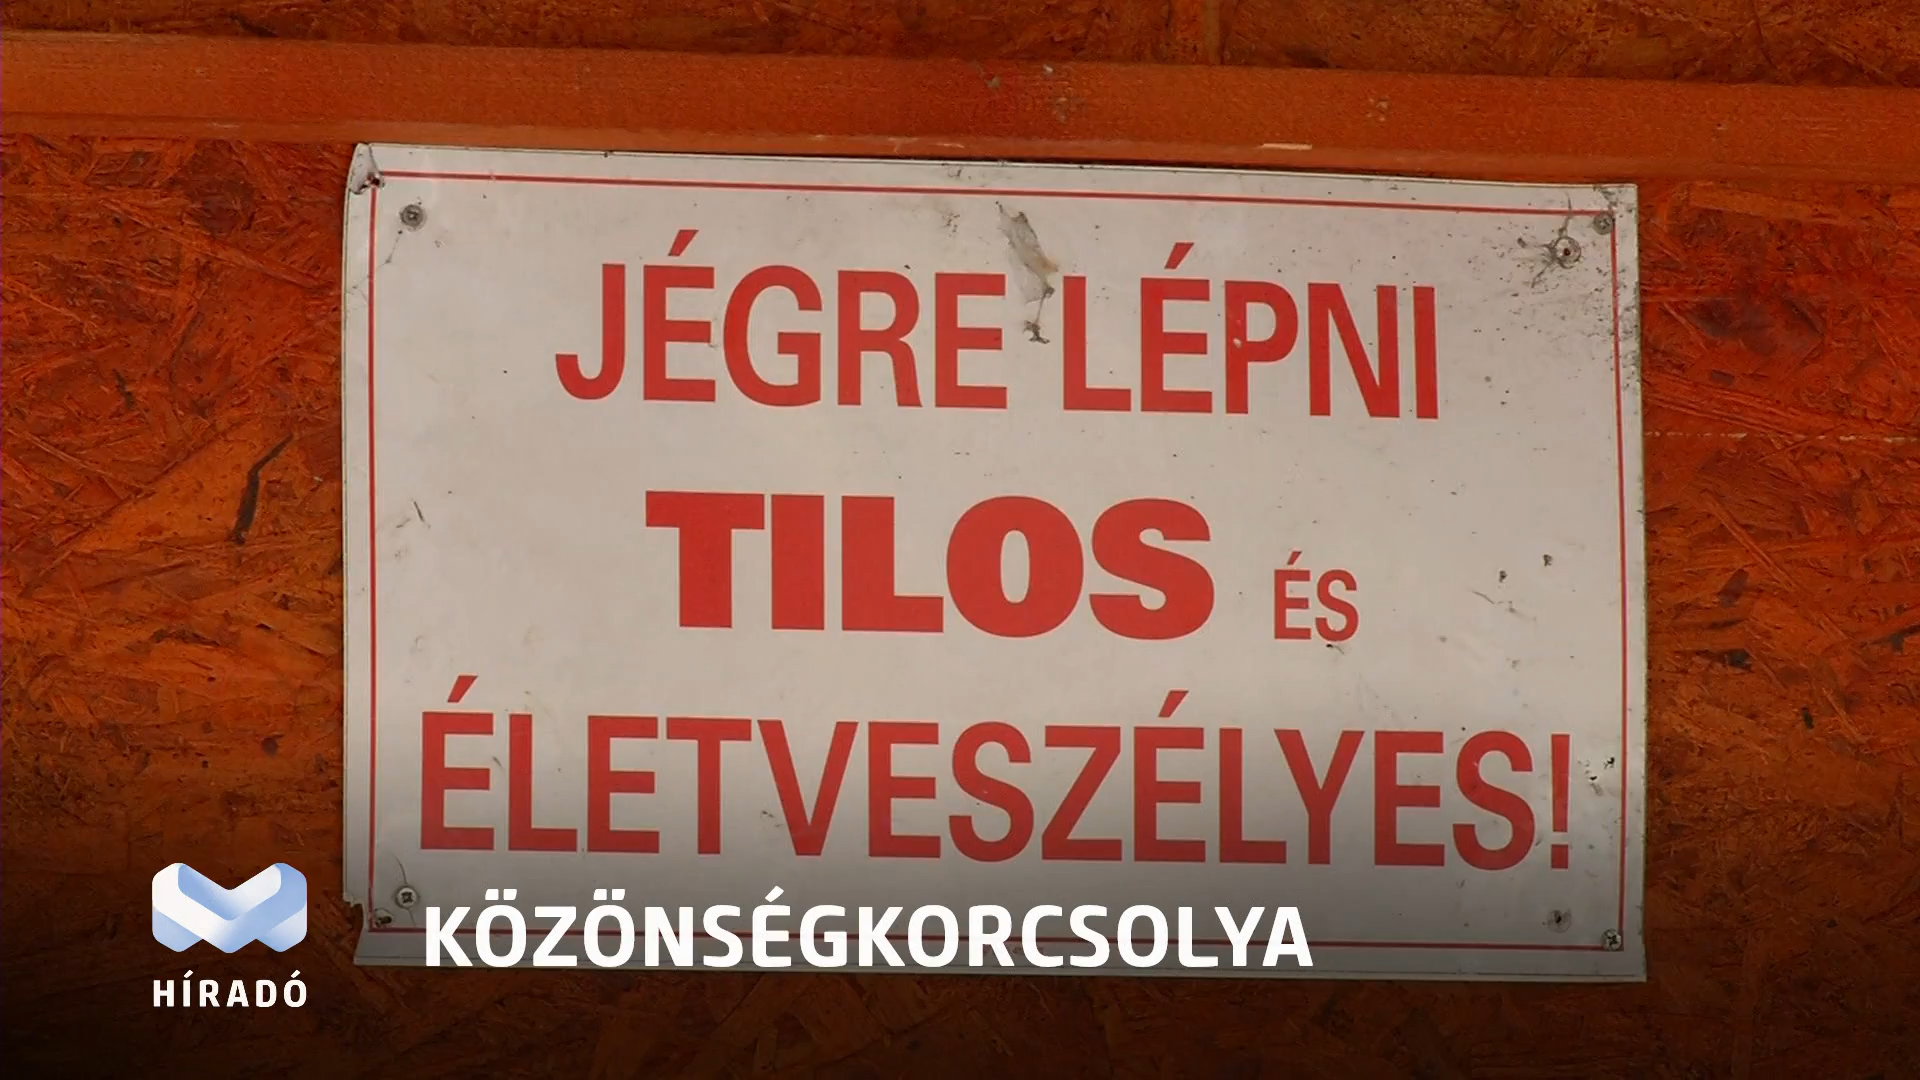 JÉGRE LÉPNI
TILOS ÉS
ÉLETVESZÉLYES!
KÖZÖNSÉGKORCSOLYA
HÍRADÓ